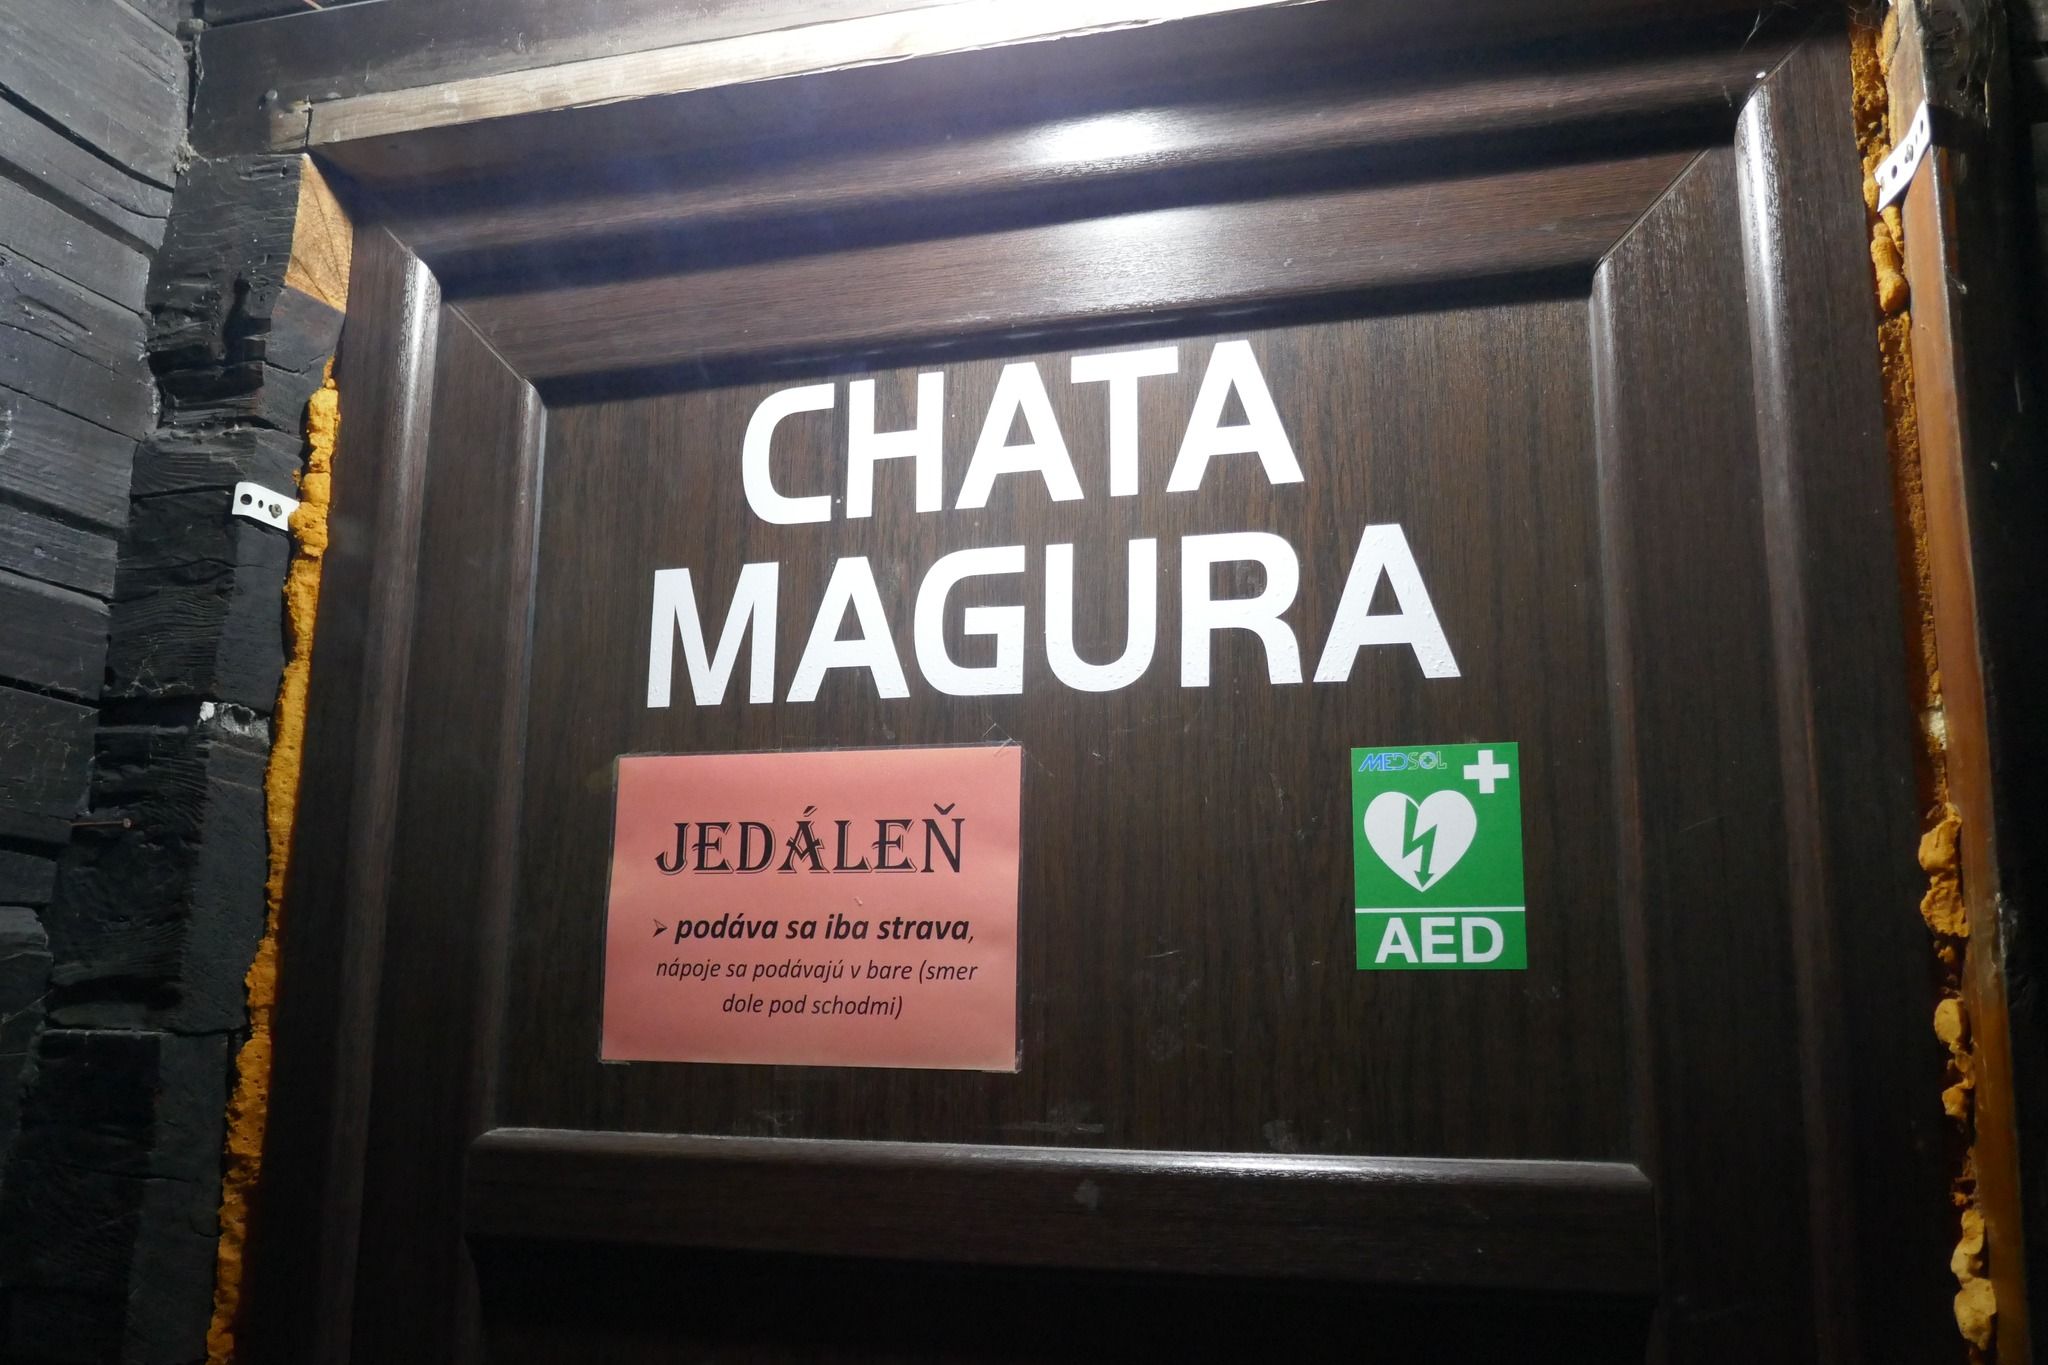 CHATA
MAGURA
JEDÁLEŇ
➢ podáva sa iba strava,
nápoje sa podávajú v bare (smer
dole pod schodmi)
MEDSOL
AED